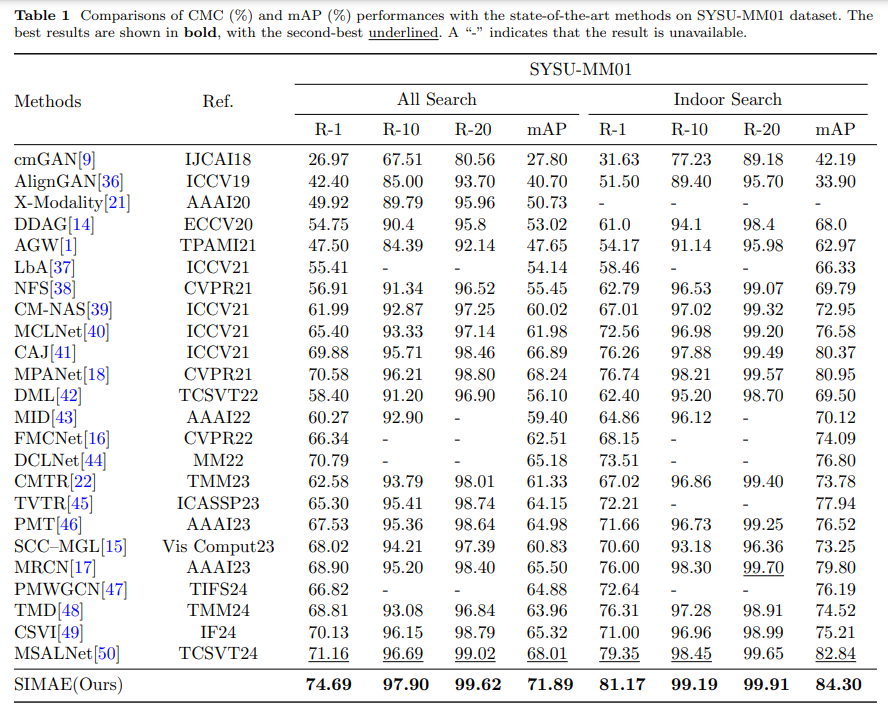 Table 1 Comparisons of CMC (%) and mAP (%) performances with the state-of-the-art methods on SYSU-MM01 dataset. The
best results are shown in bold, with the second-best underlined. A “-” indicates that the result is unavailable.
SYSU-MM01
Methods Ref. All Search Indoor Search
R-1 R-10 R-20 mAP R-1 R-10 R-20 mAP
cmGAN[9] IJCAI18 26.97 67.51 80.56 27.80 31.63 77.23 89.18 42.19
AlignGAN[36] ICCV19 42.40 85.00 93.70 40.70 51.50 89.40 95.70 33.90
X-Modality[21] AAAI20 49.92 89.79 95.96 50.73 - - - -
DDAG[14] ECCV20 54.75 90.4 95.8 53.02 61.0 94.1 98.4 68.0
AGW[1] TPAMI21 47.50 84.39 92.14 47.65 54.17 91.14 95.98 62.97
LbA[37] ICCV21 55.41 - - 54.14 58.46 - - 66.33
NFS[38] CVPR21 56.91 91.34 96.52 55.45 62.79 96.53 99.07 69.79
CM-NAS[39] ICCV21 61.99 92.87 97.25 60.02 67.01 97.02 99.32 72.95
MCLNet[40] ICCV21 65.40 93.33 97.14 61.98 72.56 96.98 99.20 76.58
CAJ[41] ICCV21 69.88 95.71 98.46 66.89 76.26 97.88 99.49 80.37
MPANet[18] CVPR21 70.58 96.21 98.80 68.24 76.74 98.21 99.57 80.95
DML[42] TCSVT22 58.40 91.20 96.90 56.10 62.40 95.20 98.70 69.50
MID[43] AAAI22 60.27 92.90 - 59.40 64.86 96.12 - 70.12
FMCNet[16] CVPR22 66.34 - - 62.51 68.15 - - 74.09
DCLNet[44] MM22 70.79 - - 65.18 73.51 - - 76.80
CMTR[22] TMM23 62.58 93.79 98.01 61.33 67.02 96.86 99.40 73.78
TVTR[45] ICASSP23 65.30 95.41 98.74 64.15 72.21 - - 77.94
PMT[46] AAAI23 67.53 95.36 98.64 64.98 71.66 96.73 99.25 76.52
SCC–MGL[15] Vis Comput23 68.02 94.21 97.39 60.83 70.60 93.18 96.36 73.25
MRCN[17] AAAI23 68.90 95.20 98.40 65.50 76.00 98.30 99.70 79.80
PMWGCN[47] TIFS24 66.82 - - 64.88 72.64 - - 76.19
TMD[48] TMM24 68.81 93.08 96.84 63.96 76.31 97.28 98.91 74.52
CSVI[49] IF24 70.13 96.15 98.79 65.32 71.00 96.96 98.99 75.21
MSALNet[50] TCSVT24 71.16 96.69 99.02 68.01 79.35 98.45 99.65 82.84
SIMAE(Ours) 74.69 97.90 99.62 71.89 81.17 99.19 99.91 84.30